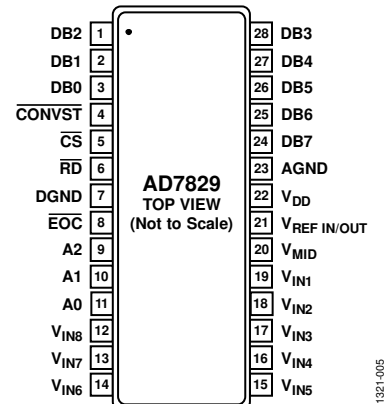 DB2 1 28 DB3
DB1 2 27 DB4
DB0 3 26 DB5
CONVST 4 25 DB6
CS 5 24 DB7
RD 6 23 AGND
DGND 7 22 VDD
EOC 8 21 VREF IN/OUT
A2 9 20 VMID
A1 10 19 VIN1
A0 11 18 VIN2
VIN8 12 17 VIN3
VIN7 13 16 VIN4
VIN6 14 15 VIN5
AD7829
TOP VIEW
(Not to Scale)
1321-005